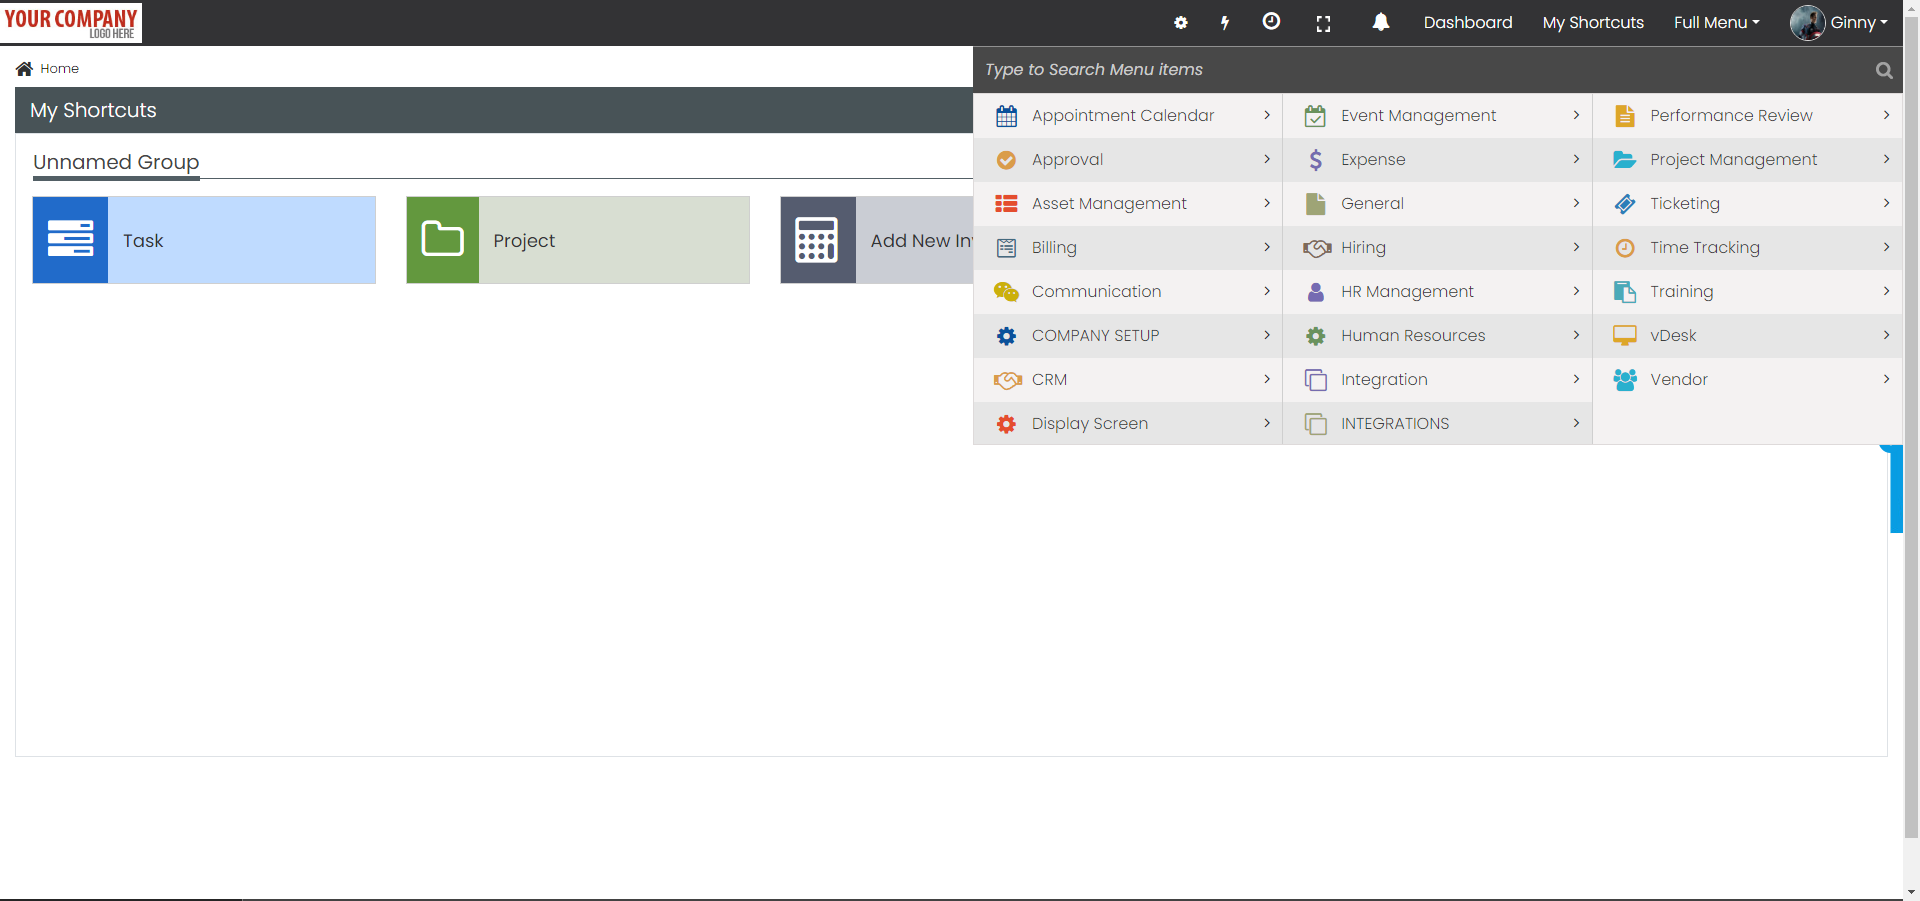 YOUR COMPANY
LOGO HERE
Dashboard
My Shortcuts
Full Menu
Ginny
Type to Search Menu items
Home
My Shortcuts
Unnamed Group
Task
Project
Add New Inv
Appointment Calendar
Approval
Asset Management
Billing
Communication
COMPANY SETUP
CRM
Display Screen
Event Management
Expense
General
Hiring
HR Management
Human Resources
Integration
INTEGRATIONS
Performance Review
Project Management
Ticketing
Time Tracking
Training
vDesk
Vendor